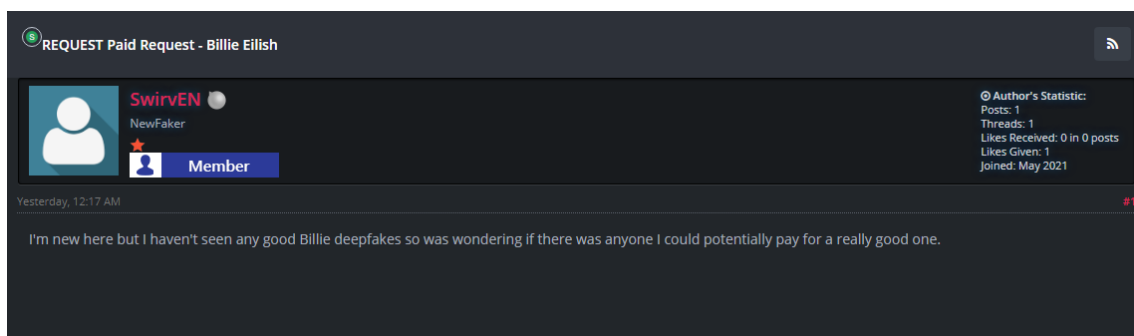 S
REQUEST Paid Request - Billie Eilish
SwirvEN
NewFaker
Member
Author's Statistic:
Posts: 1
Threads: 1
Likes Received: 0 in 0 posts
Likes Given: 1
Joined: May 2021
Yesterday, 12:17 AM
#1
I'm new here but I haven't seen any good Billie deepfakes so was wondering if there was anyone I could potentially pay for a really good one.